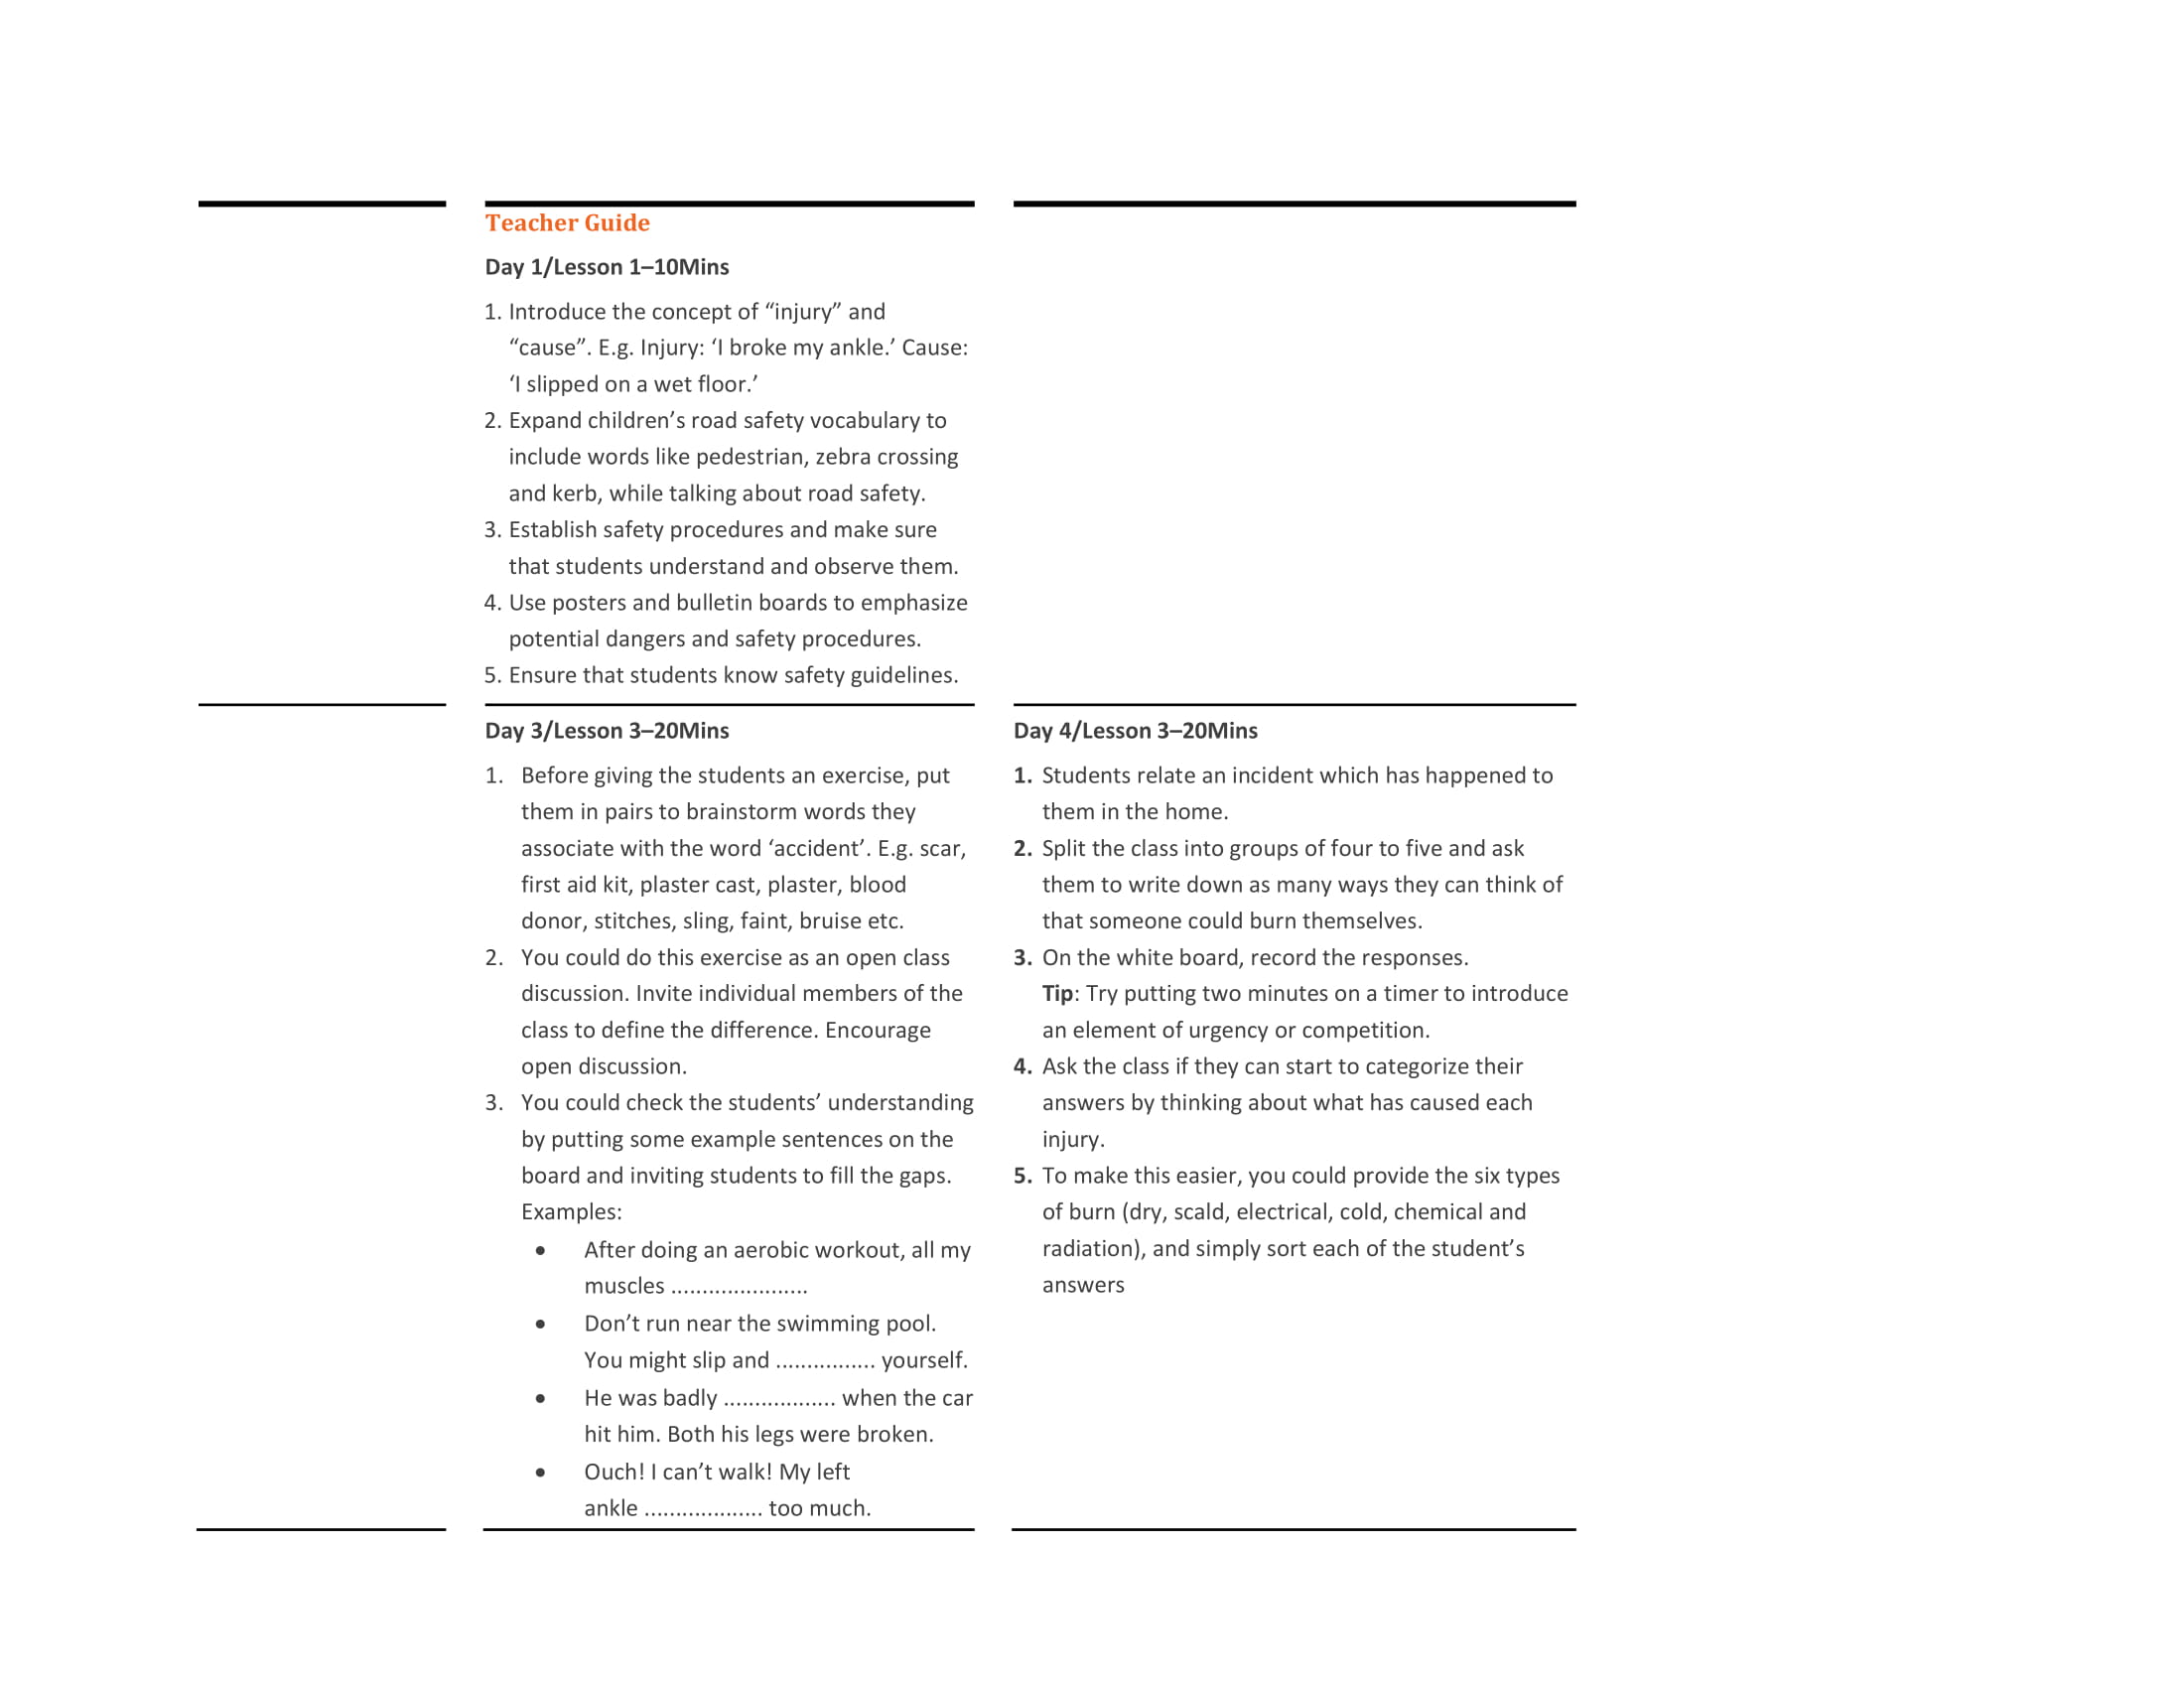 Teacher Guide
Day 1/Lesson 1–10Mins
1. Introduce the concept of “injury” and
“cause”. E.g. Injury: ‘I broke my ankle.’ Cause:
‘I slipped on a wet floor.’
2. Expand children’s road safety vocabulary to
include words like pedestrian, zebra crossing
and kerb, while talking about road safety.
3. Establish safety procedures and make sure
that students understand and observe them.
4. Use posters and bulletin boards to emphasize
potential dangers and safety procedures.
5. Ensure that students know safety guidelines.
Day 3/Lesson 3–20Mins
1. Before giving the students an exercise, put
them in pairs to brainstorm words they
associate with the word ‘accident’. E.g. scar,
first aid kit, plaster cast, plaster, blood
donor, stitches, sling, faint, bruise etc.
2. You could do this exercise as an open class
discussion. Invite individual members of the
class to define the difference. Encourage
open discussion.
3. You could check the students’ understanding
by putting some example sentences on the
board and inviting students to fill the gaps.
Examples:
• After doing an aerobic workout, all my
muscles ......................
• Don’t run near the swimming pool.
You might slip and ................ yourself.
• He was badly .................. when the car
hit him. Both his legs were broken.
• Ouch! I can’t walk! My left
ankle ................... too much.
Day 4/Lesson 3–20Mins
1. Students relate an incident which has happened to
them in the home.
2. Split the class into groups of four to five and ask
them to write down as many ways they can think of
that someone could burn themselves.
3. On the white board, record the responses.
Tip: Try putting two minutes on a timer to introduce
an element of urgency or competition.
4. Ask the class if they can start to categorize their
answers by thinking about what has caused each
injury.
5. To make this easier, you could provide the six types
of burn (dry, scald, electrical, cold, chemical and
radiation), and simply sort each of the student’s
answers